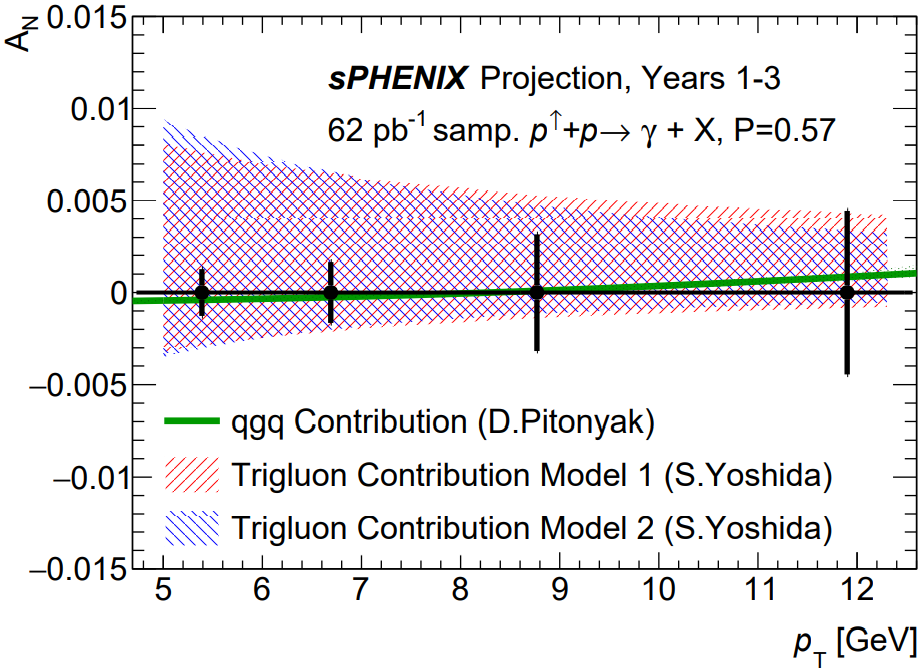 A_N
0.015
sPHENIX Projection, Years 1-3
0.01
62 pb⁻¹ samp. p↑+p→ γ + X, P=0.57
0.005
0
−0.005
qgq Contribution (D.Pitonyak)
−0.01
Trigluon Contribution Model 1 (S.Yoshida)
Trigluon Contribution Model 2 (S.Yoshida)
−0.015
5 6 7 8 9 10 11 12
p_T [GeV]